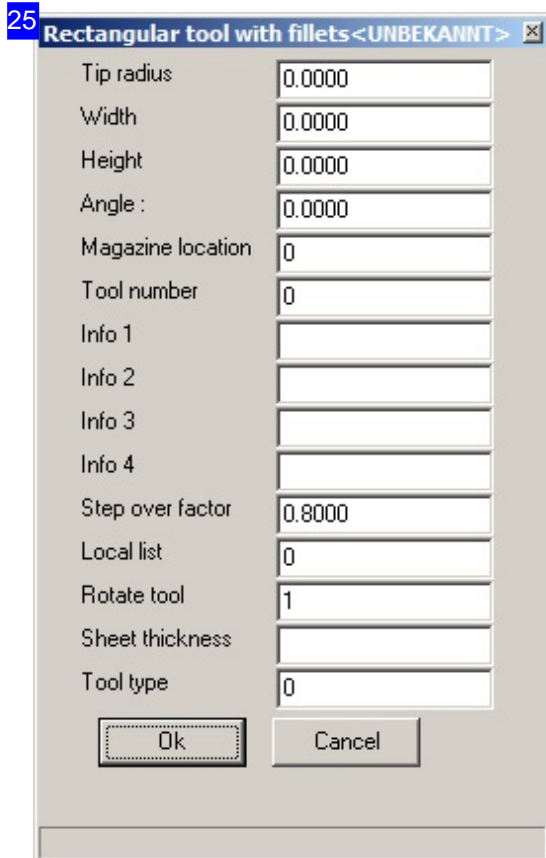 25
Rectangular tool with fillets<UNBEKANNT>
Tip radius 0.0000
Width 0.0000
Height 0.0000
Angle : 0.0000
Magazine location 0
Tool number 0
Info 1
Info 2
Info 3
Info 4
Step over factor 0.8000
Local list 0
Rotate tool 1
Sheet thickness
Tool type 0
Ok Cancel